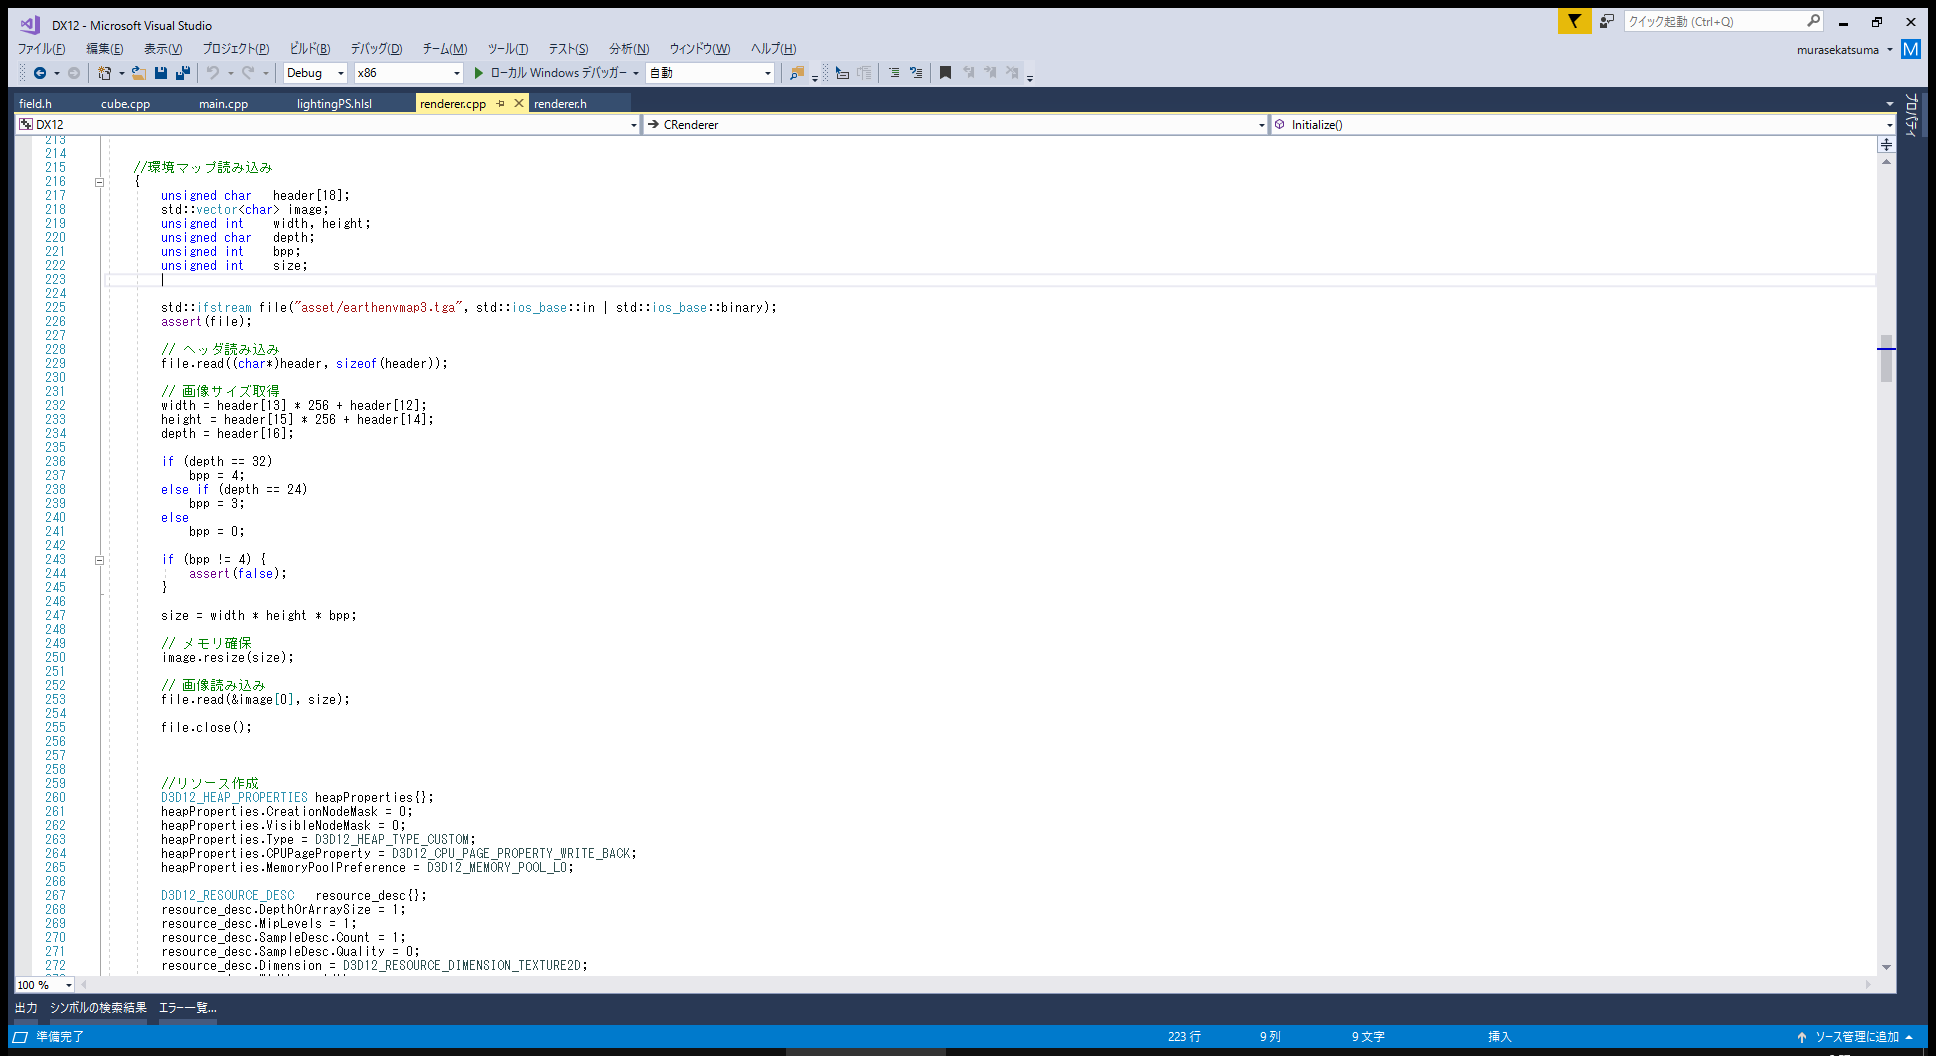 DX12 - Microsoft Visual Studio
クイック起動 (Ctrl+Q)
ファイル(F) 編集(E) 表示(V) プロジェクト(P) ビルド(B) デバッグ(D) チーム(M) ツール(T) テスト(S) 分析(N) ウィンドウ(W) ヘルプ(H)
murasekatsuma M
Debug x86 ローカル Windows デバッガー 自動
field.h cube.cpp main.cpp lightingPS.hlsl renderer.cpp renderer.h
プロパティ
DX12 CRenderer Initialize()
213
214
215 //環境マップ読み込み
216 {
217 unsigned char header[18];
218 std::vector<char> image;
219 unsigned int width, height;
220 unsigned char depth;
221 unsigned int bpp;
222 unsigned int size;
223
224
225 std::ifstream file("asset/earthenvmap3.tga", std::ios_base::in | std::ios_base::binary);
226 assert(file);
227
228 // ヘッダ読み込み
229 file.read((char*)header, sizeof(header));
230
231 // 画像サイズ取得
232 width = header[13] * 256 + header[12];
233 height = header[15] * 256 + header[14];
234 depth = header[16];
235
236 if (depth == 32)
237 bpp = 4;
238 else if (depth == 24)
239 bpp = 3;
240 else
241 bpp = 0;
242
243 if (bpp != 4) {
244 assert(false);
245 }
246
247 size = width * height * bpp;
248
249 // メモリ確保
250 image.resize(size);
251
252 // 画像読み込み
253 file.read(&image[0], size);
254
255 file.close();
256
257
258
259 //リソース作成
260 D3D12_HEAP_PROPERTIES heapProperties{};
261 heapProperties.CreationNodeMask = 0;
262 heapProperties.VisibleNodeMask = 0;
263 heapProperties.Type = D3D12_HEAP_TYPE_CUSTOM;
264 heapProperties.CPUPageProperty = D3D12_CPU_PAGE_PROPERTY_WRITE_BACK;
265 heapProperties.MemoryPoolPreference = D3D12_MEMORY_POOL_L0;
266
267 D3D12_RESOURCE_DESC resource_desc{};
268 resource_desc.DepthOrArraySize = 1;
269 resource_desc.MipLevels = 1;
270 resource_desc.SampleDesc.Count = 1;
271 resource_desc.SampleDesc.Quality = 0;
272 resource_desc.Dimension = D3D12_RESOURCE_DIMENSION_TEXTURE2D;
100 %
出力 シンボルの検索結果 エラー一覧...
準備完了 223 行 9 列 9 文字 挿入 ソース管理に追加